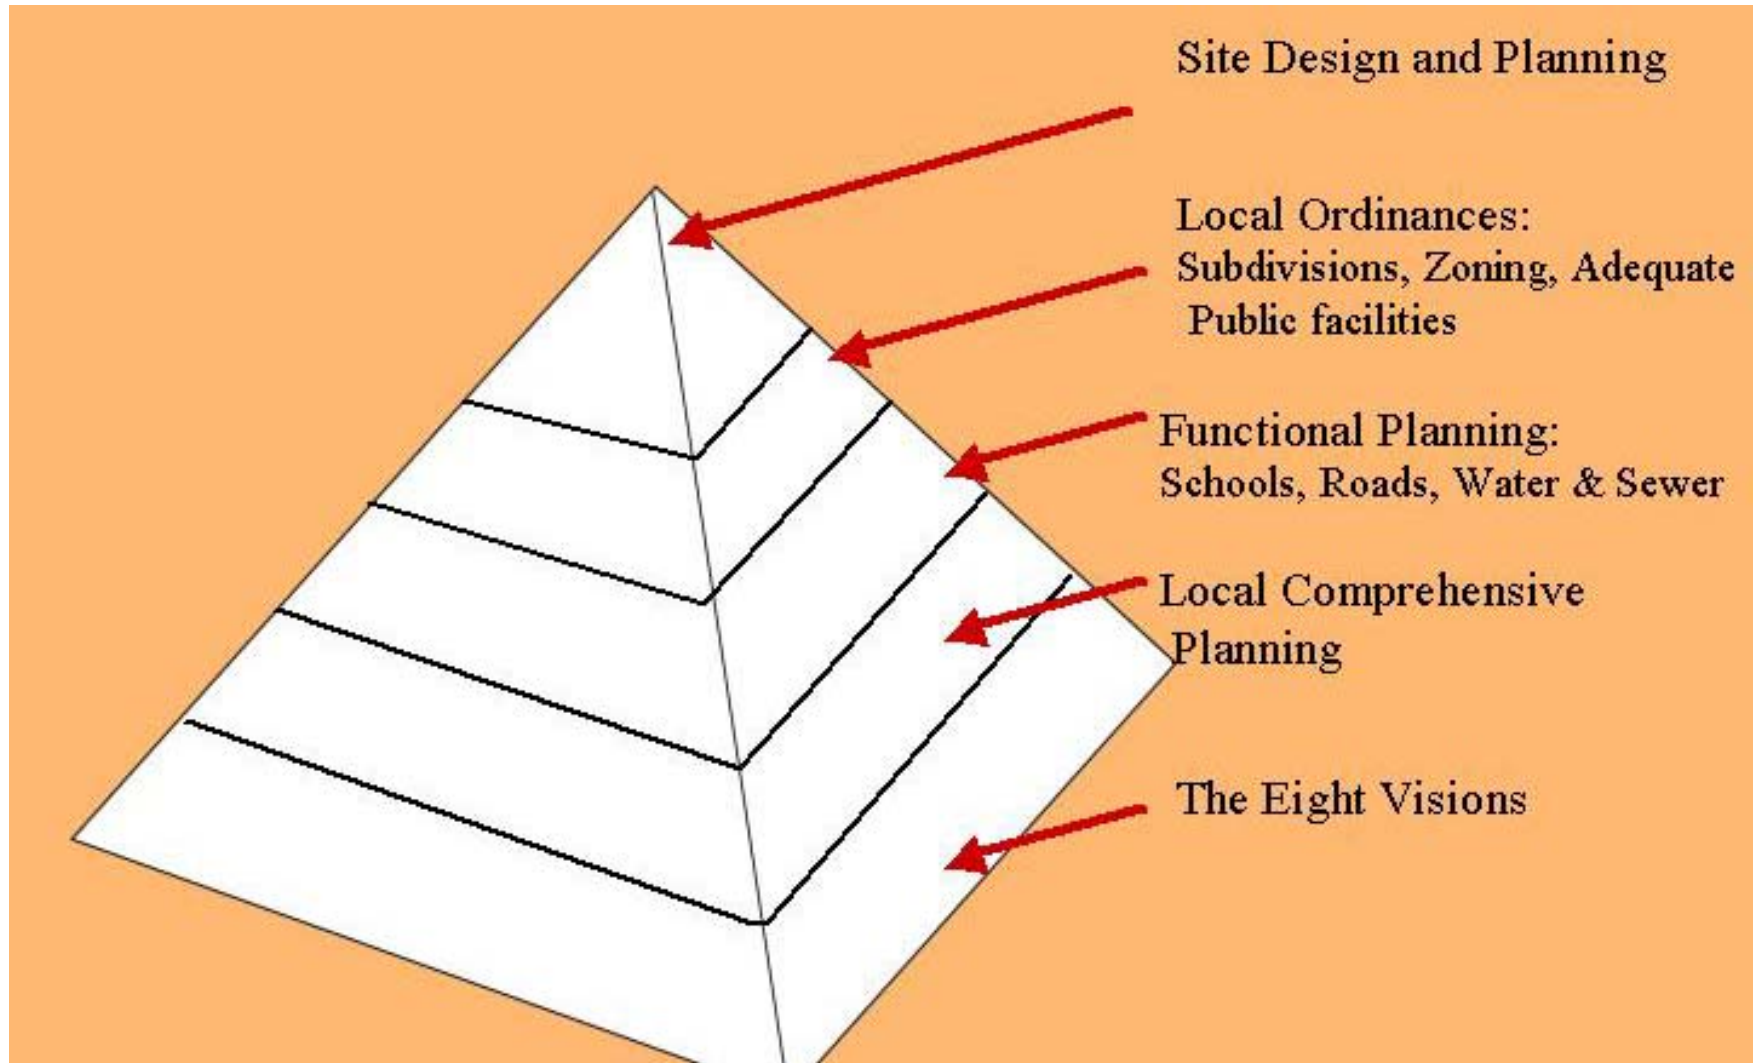 Site Design and Planning
Local Ordinances:
Subdivisions, Zoning, Adequate
Public facilities
Functional Planning:
Schools, Roads, Water & Sewer
Local Comprehensive
Planning
The Eight Visions